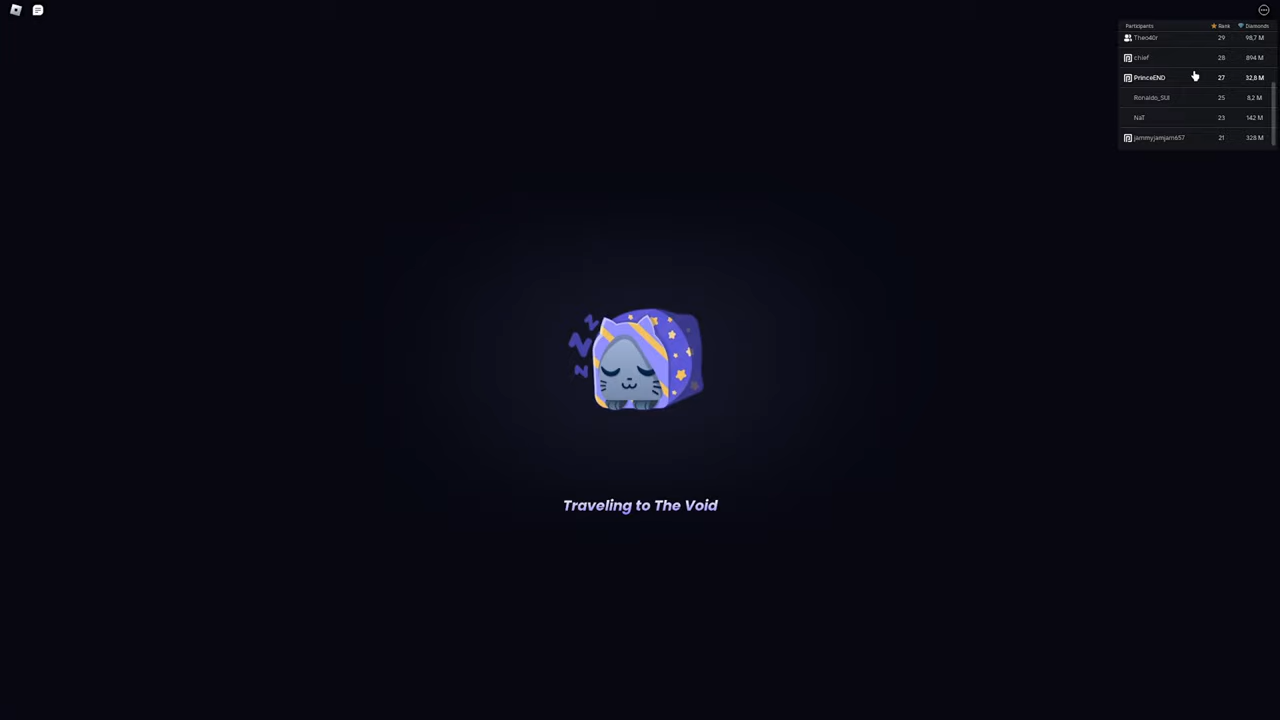 Participants Rank Diamonds
Theo40r 29 98,7 M
chief 28 894 M
PrinceEND 27 32,8 M
Ronaldo_SUI 25 8,2 M
NaT 23 142 M
jammyjamjam657 21 328 M
Z
Z
N
Traveling to The Void